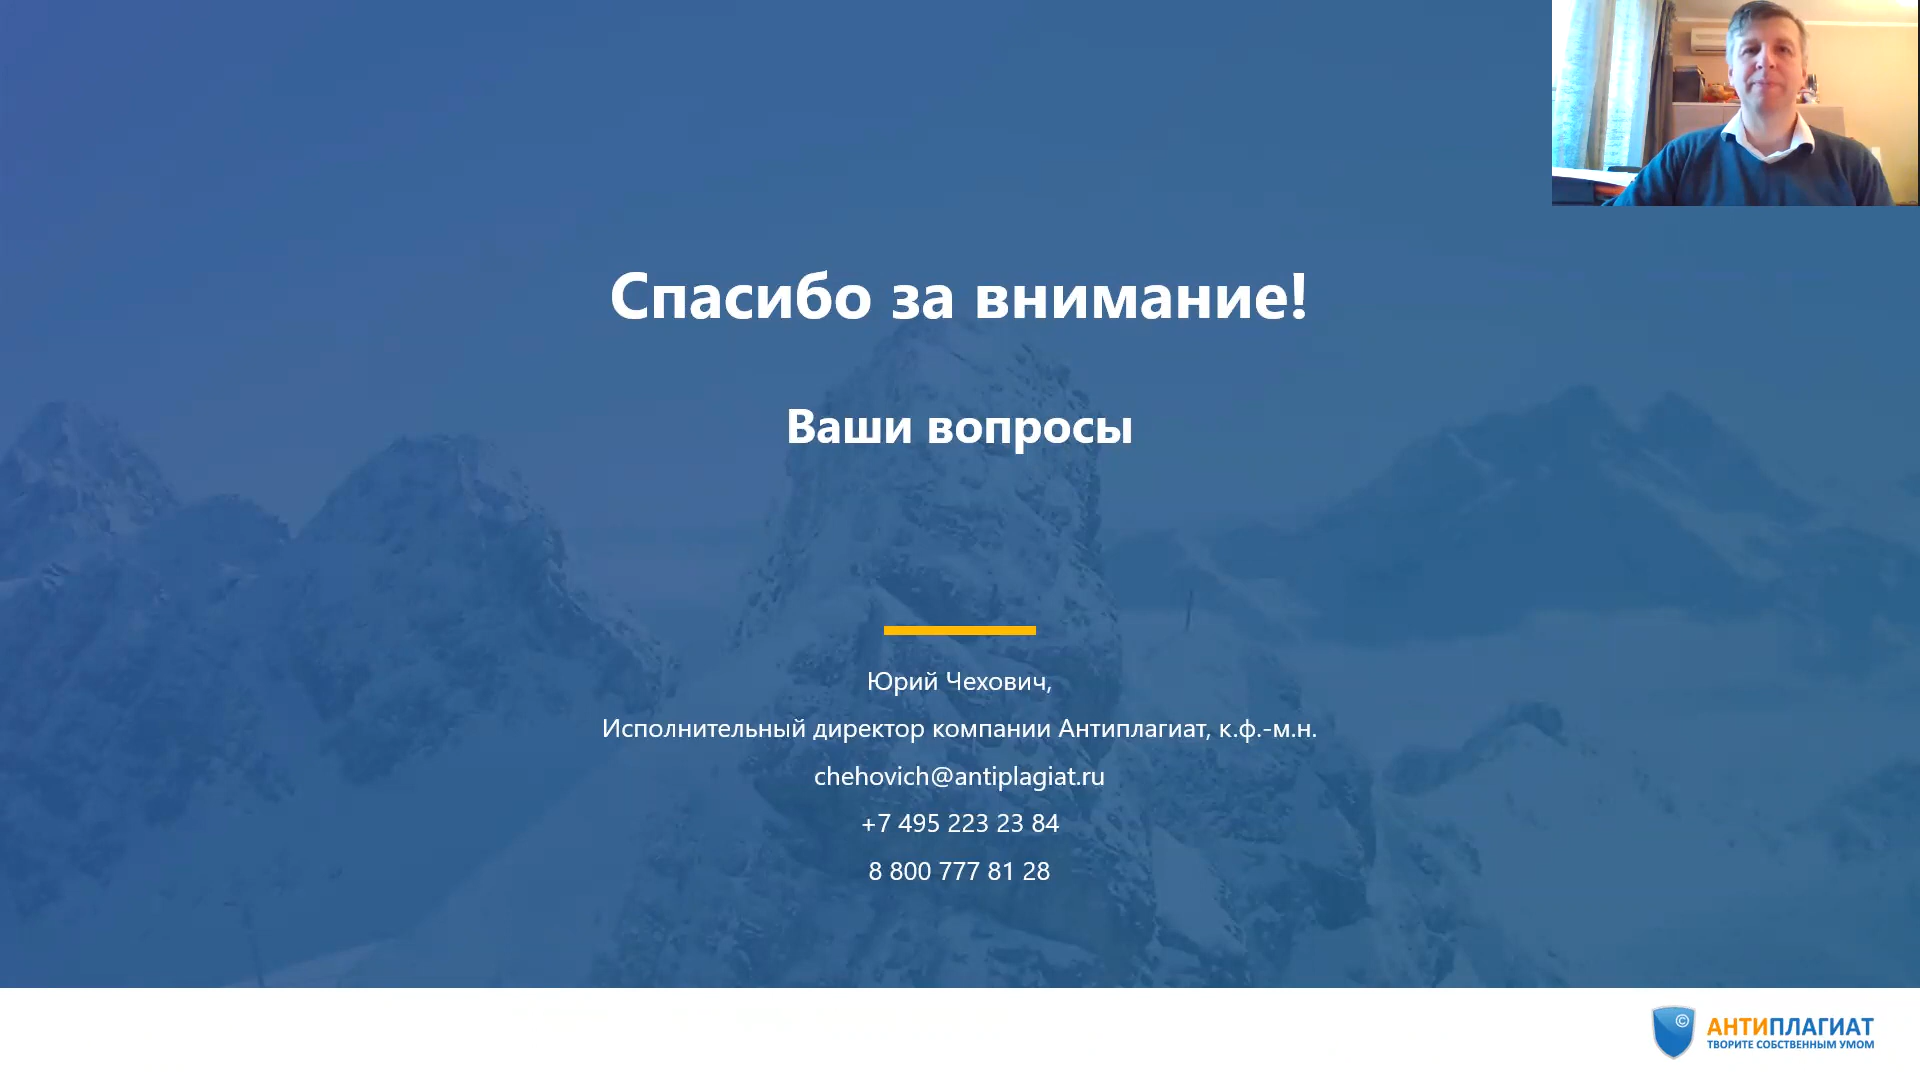 Спасибо за внимание!
Ваши вопросы
Юрий Чехович,
Исполнительный директор компании Антиплагиат, к.ф.-м.н.
chehovich@antiplagiat.ru
+7 495 223 23 84
8 800 777 81 28
©
АНТИПЛАГИАТ
ТВОРИТЕ СОБСТВЕННЫМ УМОМ